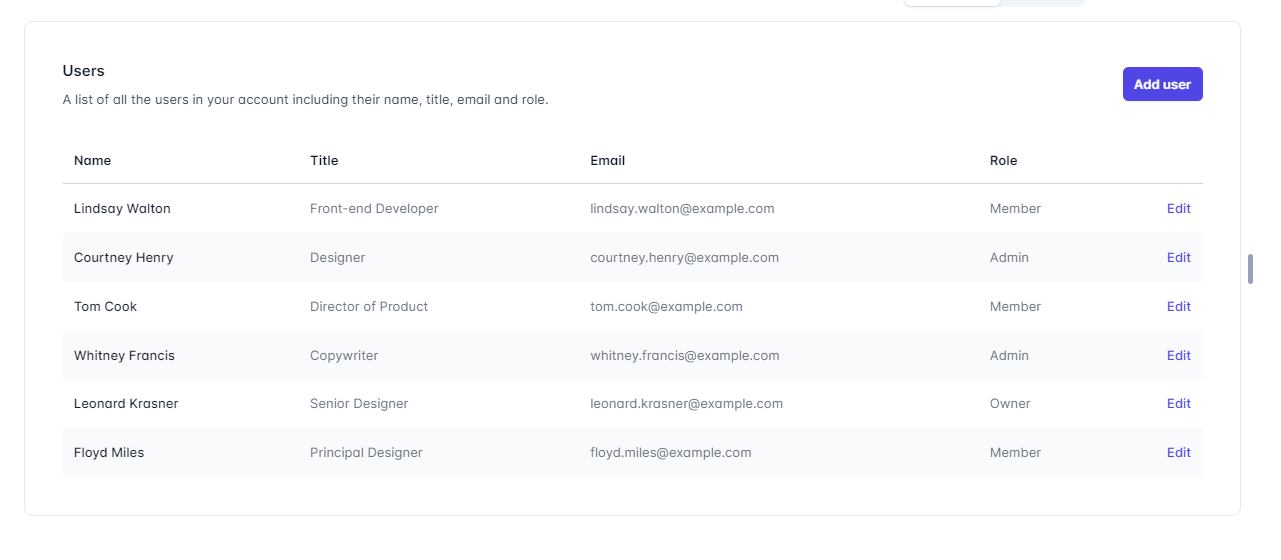 Users
Add user
A list of all the users in your account including their name, title, email and role.
Name Title Email Role
Lindsay Walton Front-end Developer lindsay.walton@example.com Member Edit
Courtney Henry Designer courtney.henry@example.com Admin Edit
Tom Cook Director of Product tom.cook@example.com Member Edit
Whitney Francis Copywriter whitney.francis@example.com Admin Edit
Leonard Krasner Senior Designer leonard.krasner@example.com Owner Edit
Floyd Miles Principal Designer floyd.miles@example.com Member Edit